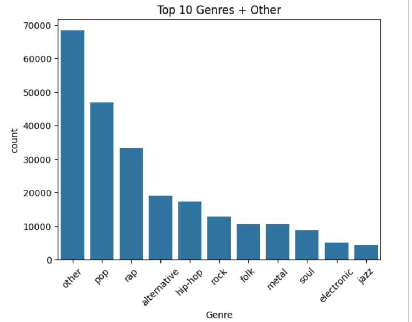 Top 10 Genres + Other
70000
60000
50000
40000
30000
20000
10000
0
count
other
pop
rap
alternative
hip-hop
rock
folk
metal
soul
electronic
jazz
Genre